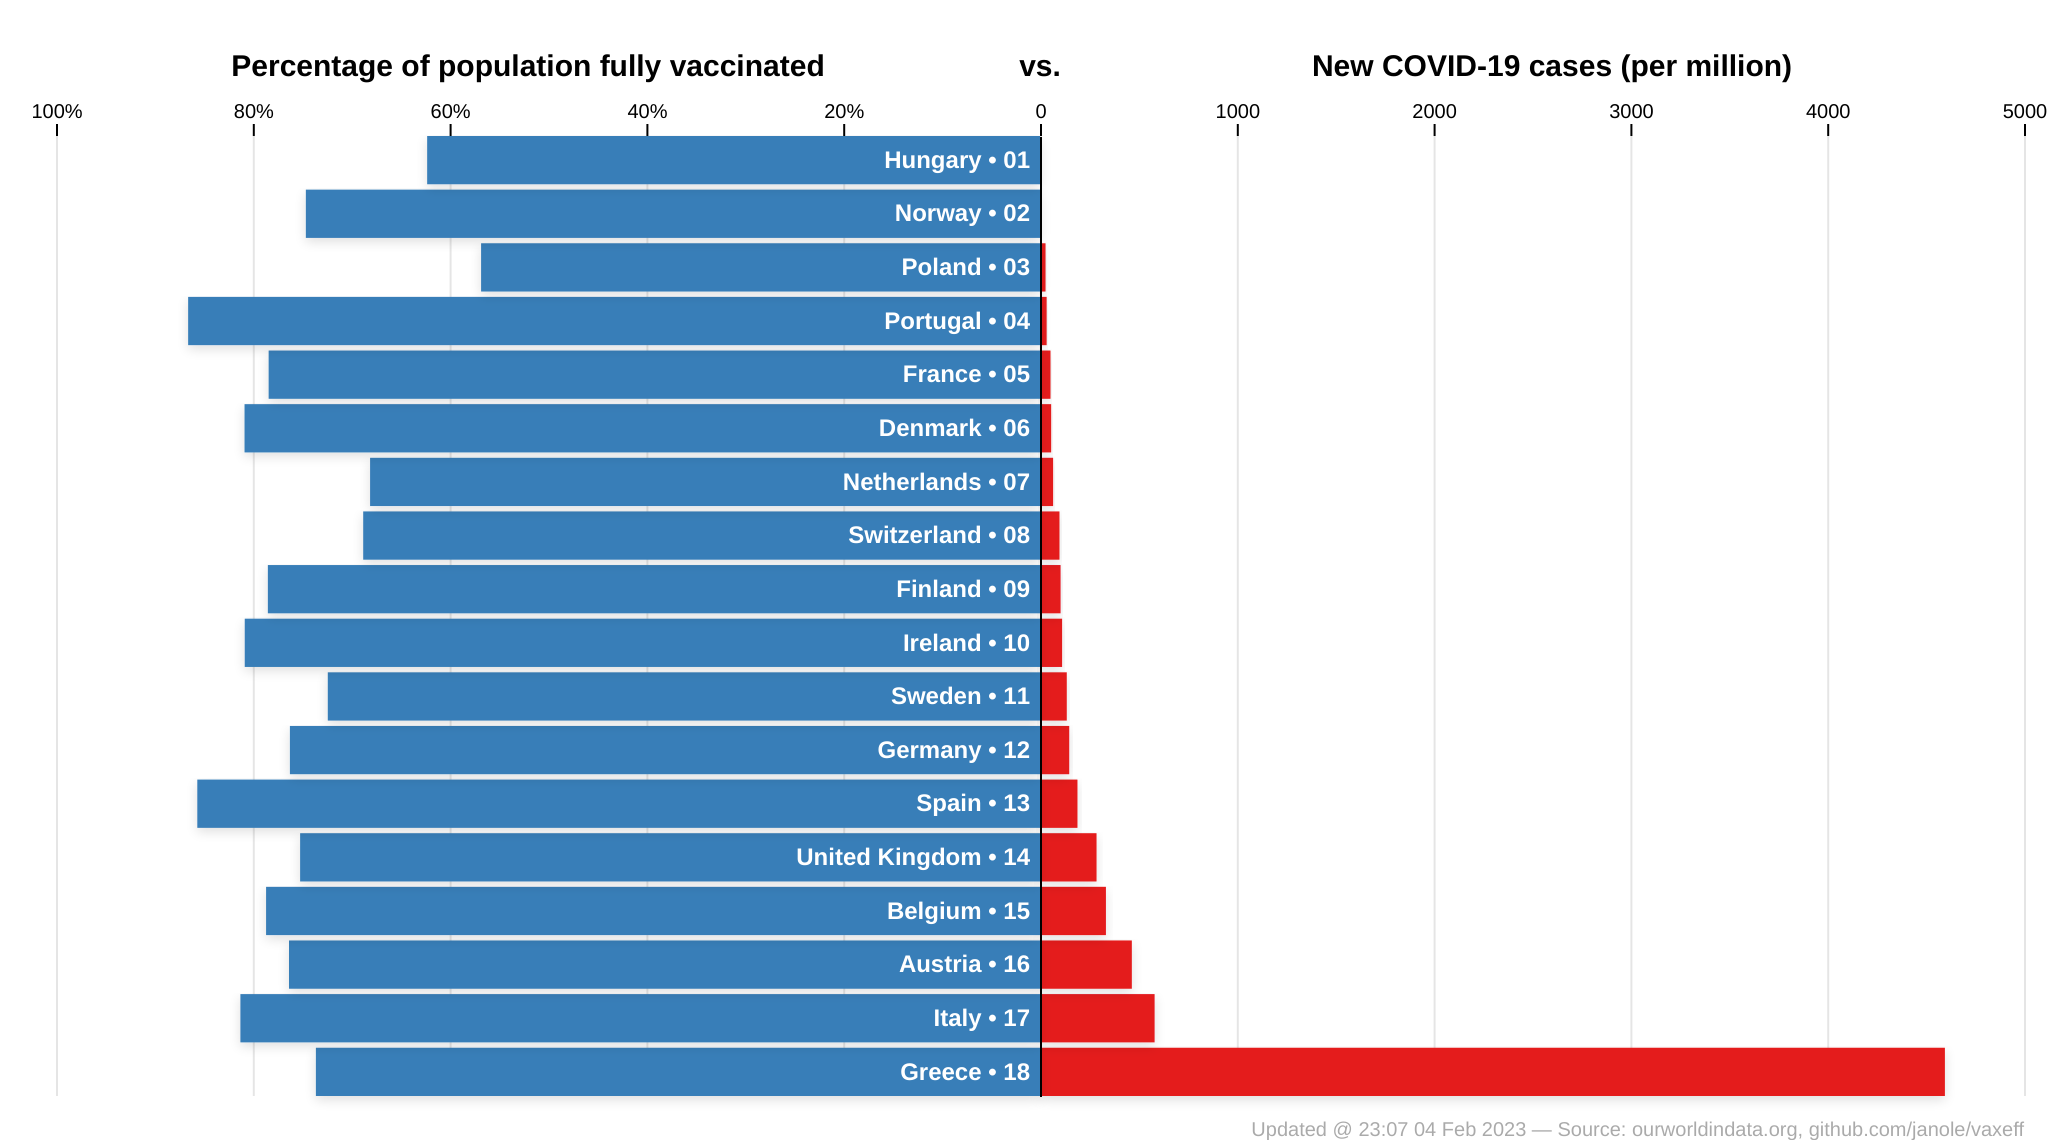 Percentage of population fully vaccinated vs. New COVID-19 cases (per million)
100% 80% 60% 40% 20% 0 1000 2000 3000 4000 5000
Hungary • 01
Norway • 02
Poland • 03
Portugal • 04
France • 05
Denmark • 06
Netherlands • 07
Switzerland • 08
Finland • 09
Ireland • 10
Sweden • 11
Germany • 12
Spain • 13
United Kingdom • 14
Belgium • 15
Austria • 16
Italy • 17
Greece • 18
Updated @ 23:07 04 Feb 2023 — Source: ourworldindata.org, github.com/janole/vaxeff